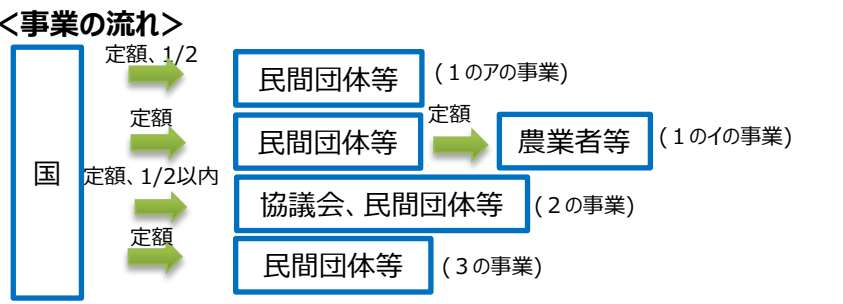 <事業の流れ>
定額、1/2
民間団体等
(1のアの事業)
定額
民間団体等
定額
農業者等
(1のイの事業)
国
定額、1/2以内
協議会、民間団体等
(2の事業)
定額
民間団体等
(3の事業)